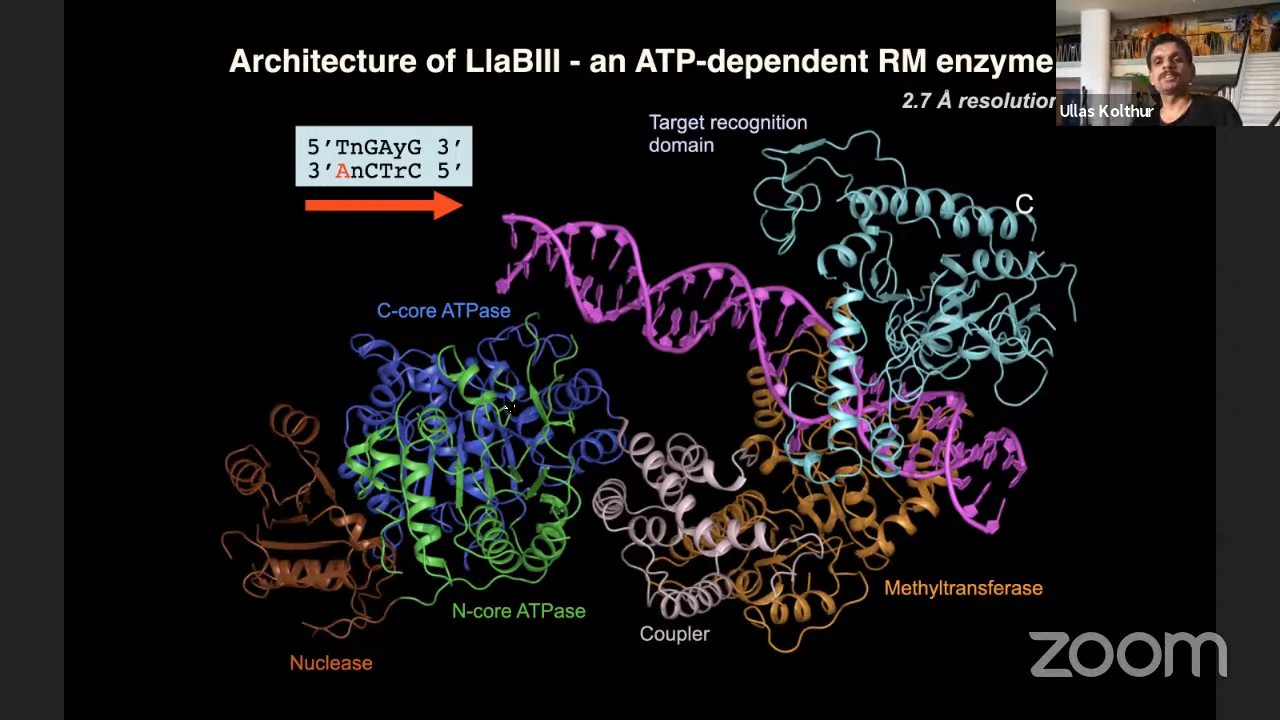 Architecture of LlaBIII - an ATP-dependent RM enzyme
2.7 Å resolution
Ullas Kolthur
Target recognition
domain
5’TnGAyG 3’
3’AnCTrC 5’
C
C-core ATPase
Methyltransferase
N-core ATPase
Coupler
Nuclease
zoom